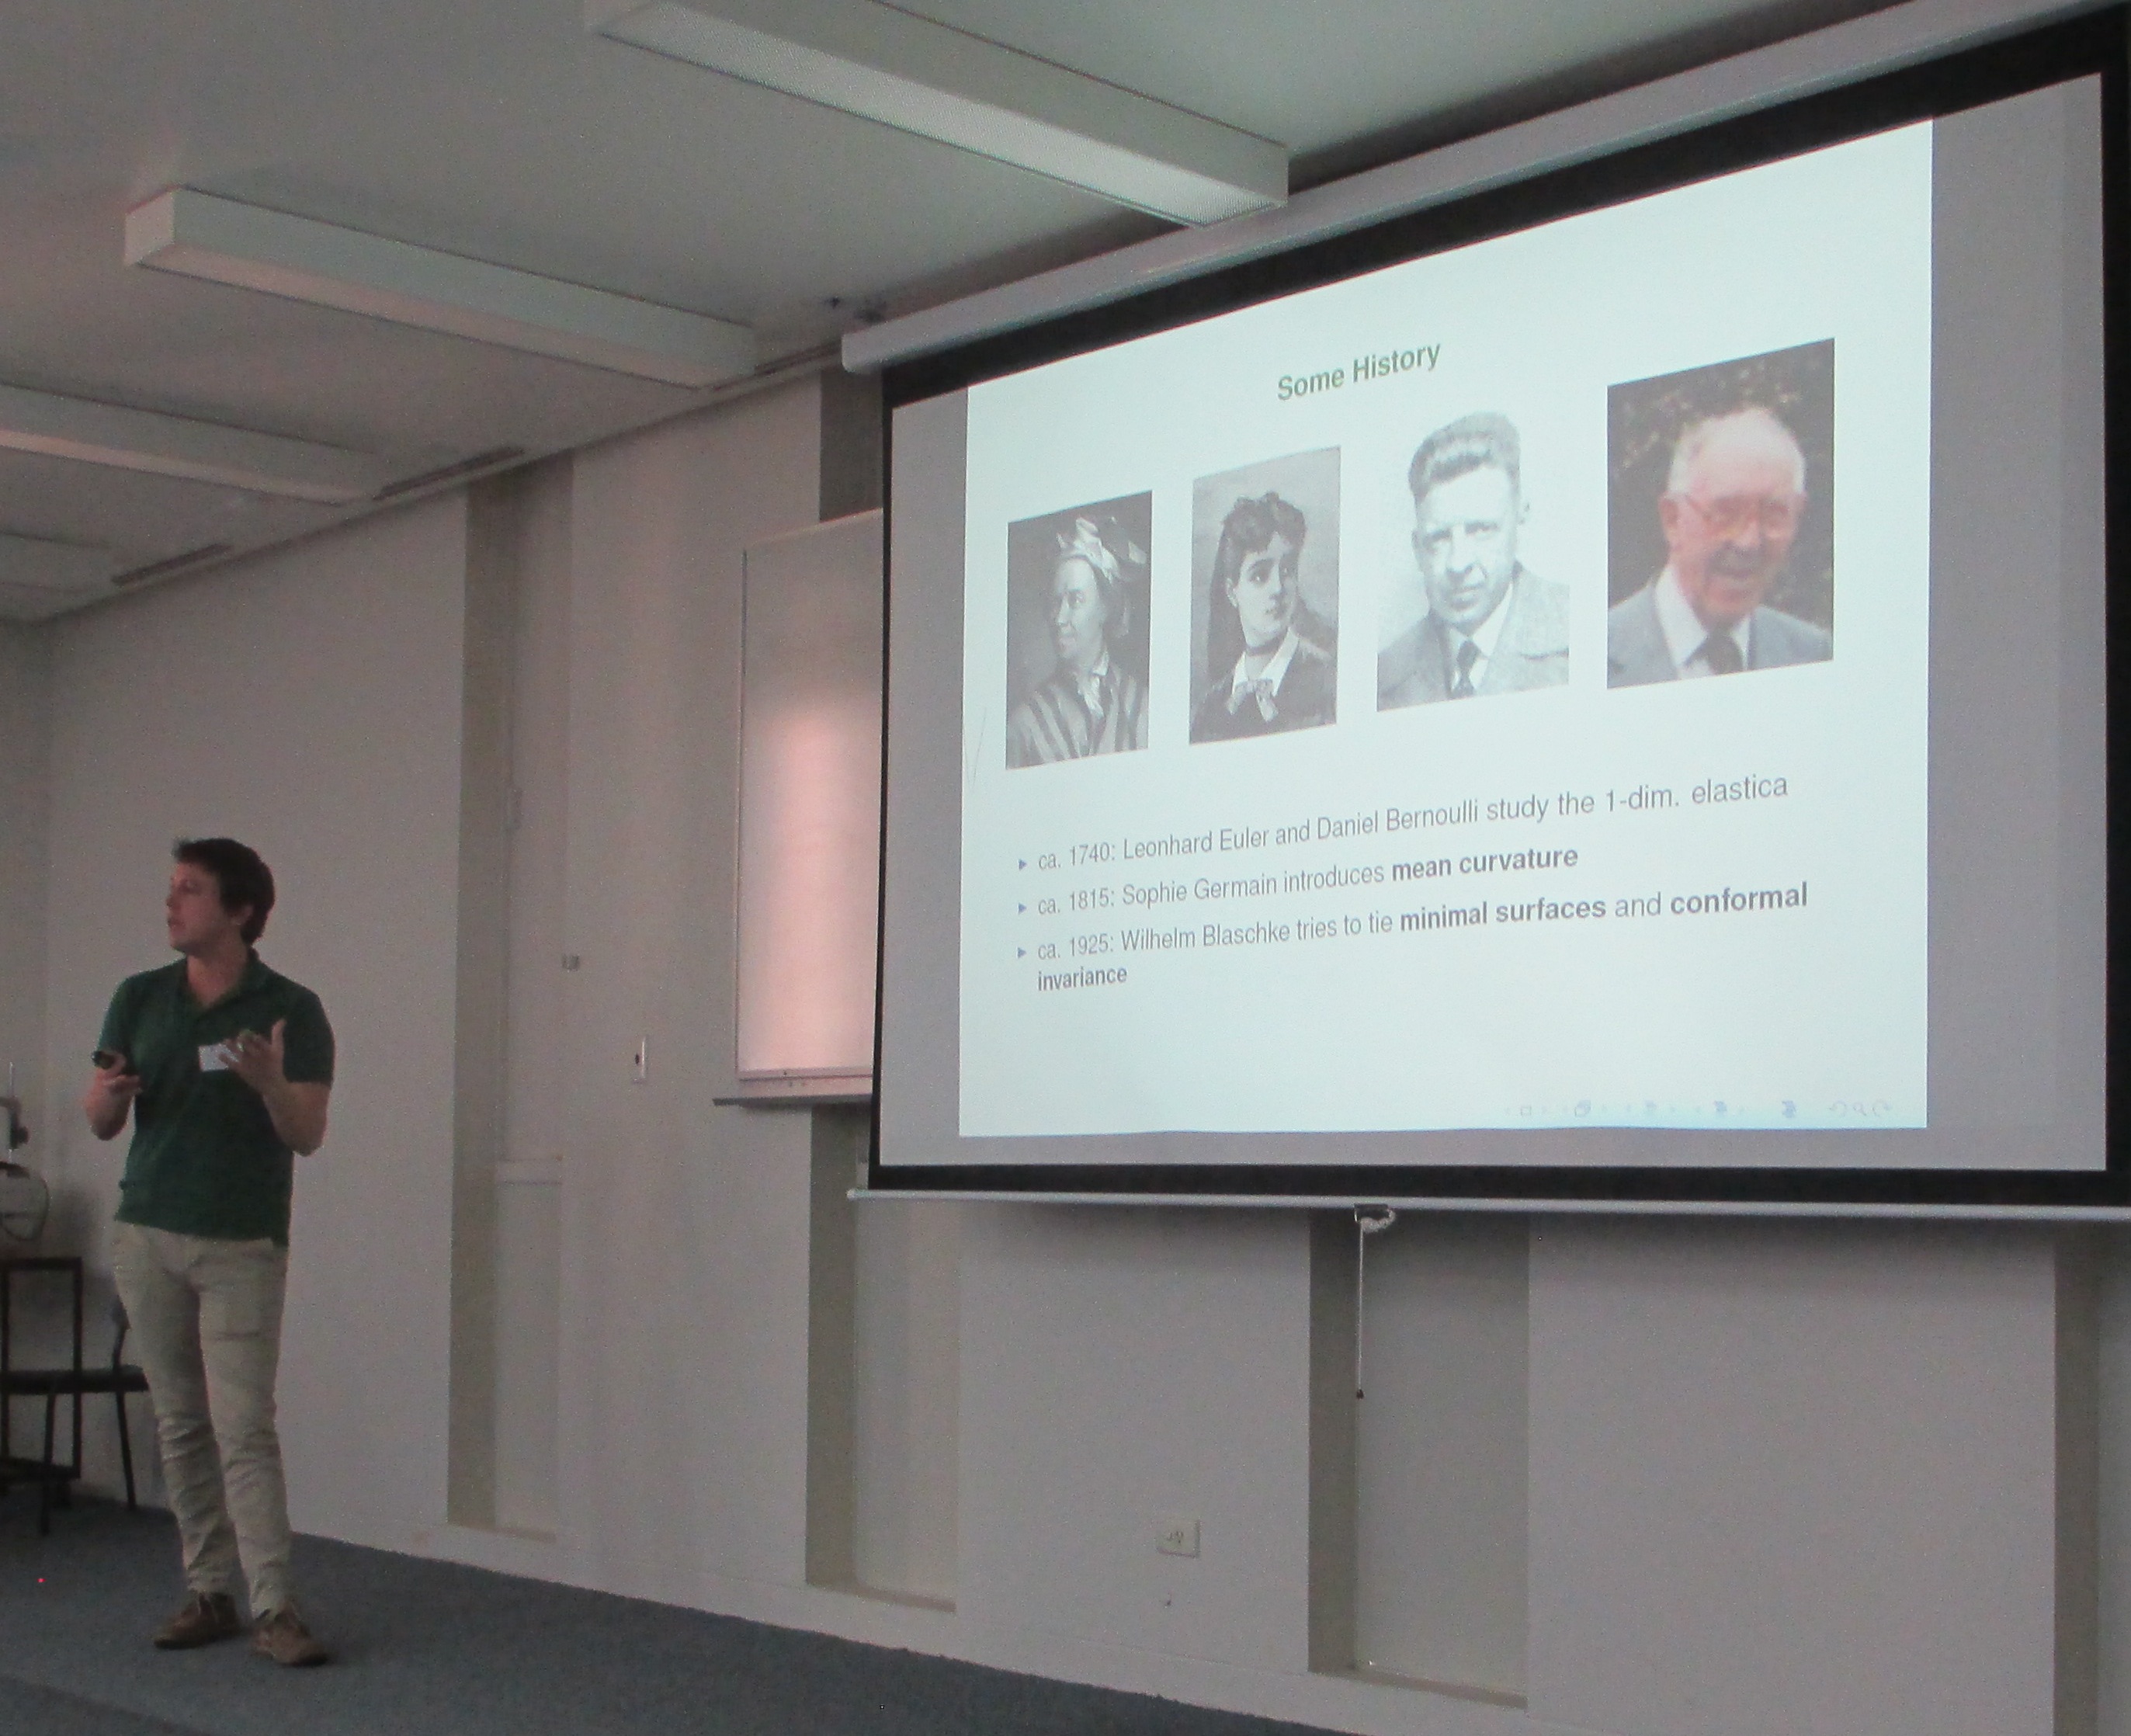 Some History
ca. 1740: Leonhard Euler and Daniel Bernoulli study the 1-dim. elastica
ca. 1815: Sophie Germain introduces mean curvature
ca. 1925: Wilhelm Blaschke tries to tie minimal surfaces and conformal
invariance